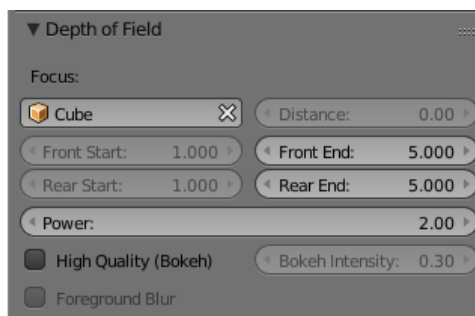 Depth of Field
Focus:
Cube Distance: 0.00
Front Start: 1.000 Front End: 5.000
Rear Start: 1.000 Rear End: 5.000
Power: 2.00
High Quality (Bokeh) Bokeh Intensity: 0.30
Foreground Blur